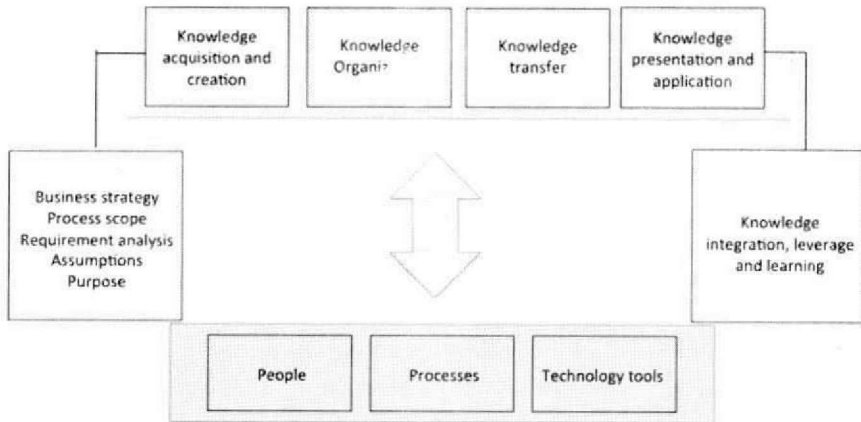 Knowledge
acquisition and
creation
Knowledge
Knowledge
transfer
Knowledge
presentation and
application
Business strategy
Process scope
Requirement analysis
Assumptions
Purpose
Knowledge
integration, leverage
and learning
People
Processes
Technology tools